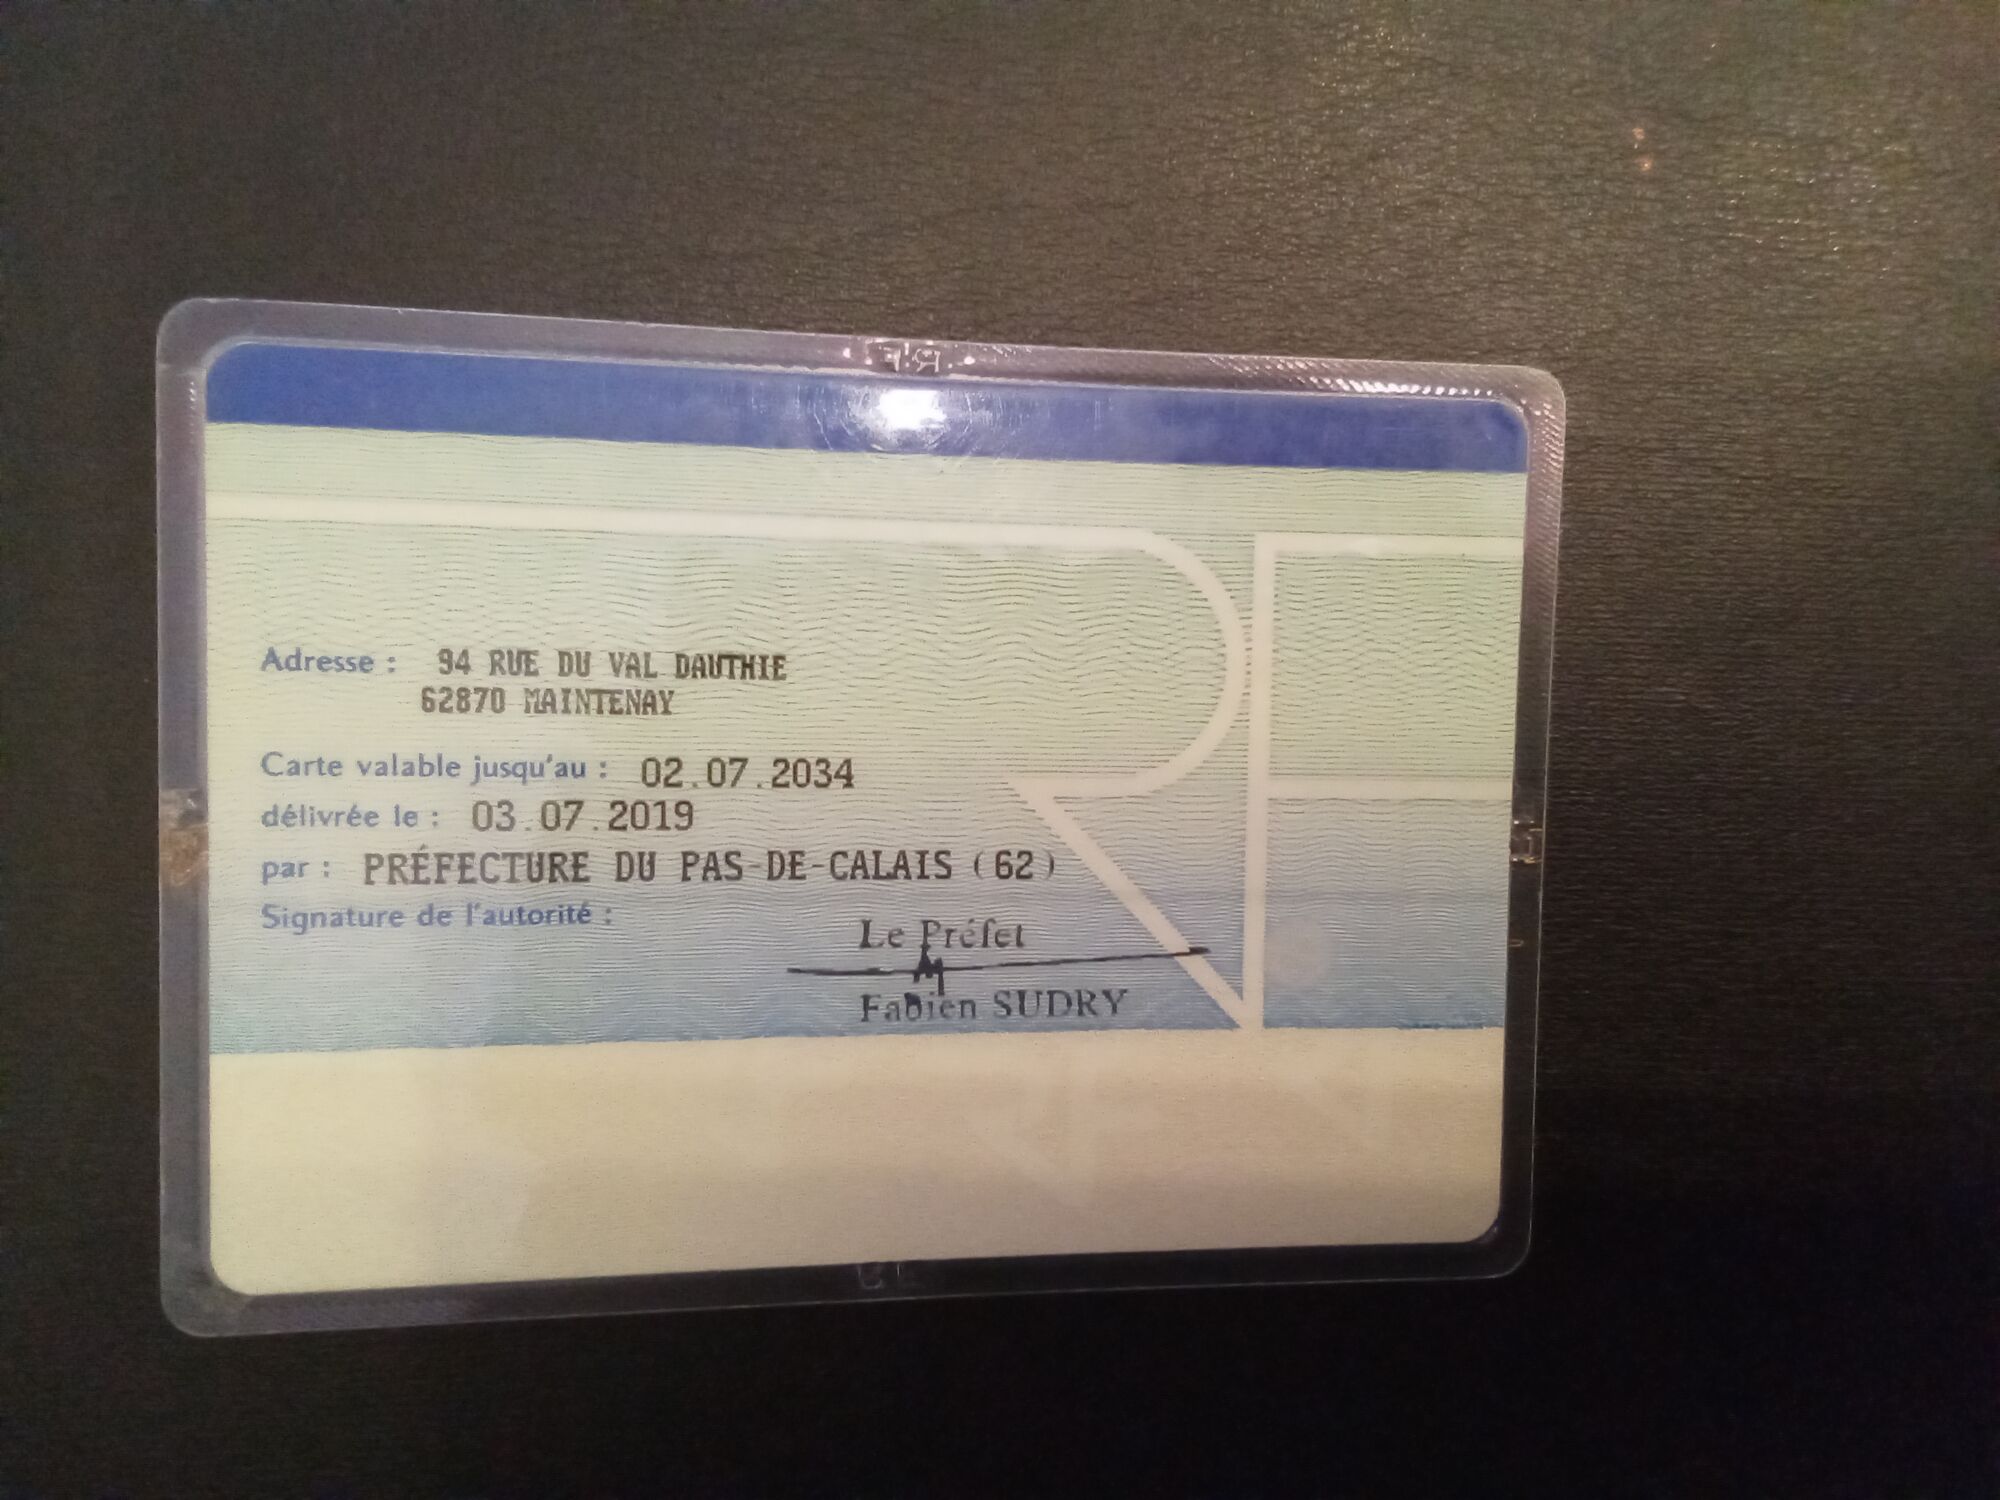 Adresse : 94 RUE DU VAL DAUTHIE
62870 MAINTENAY
Carte valable jusqu'au : 02.07.2034
délivrée le : 03.07.2019
par : PRÉFECTURE DU PAS-DE-CALAIS (62)
Signature de l'autorité :
Le Préfet
Fabien SUDRY
RF